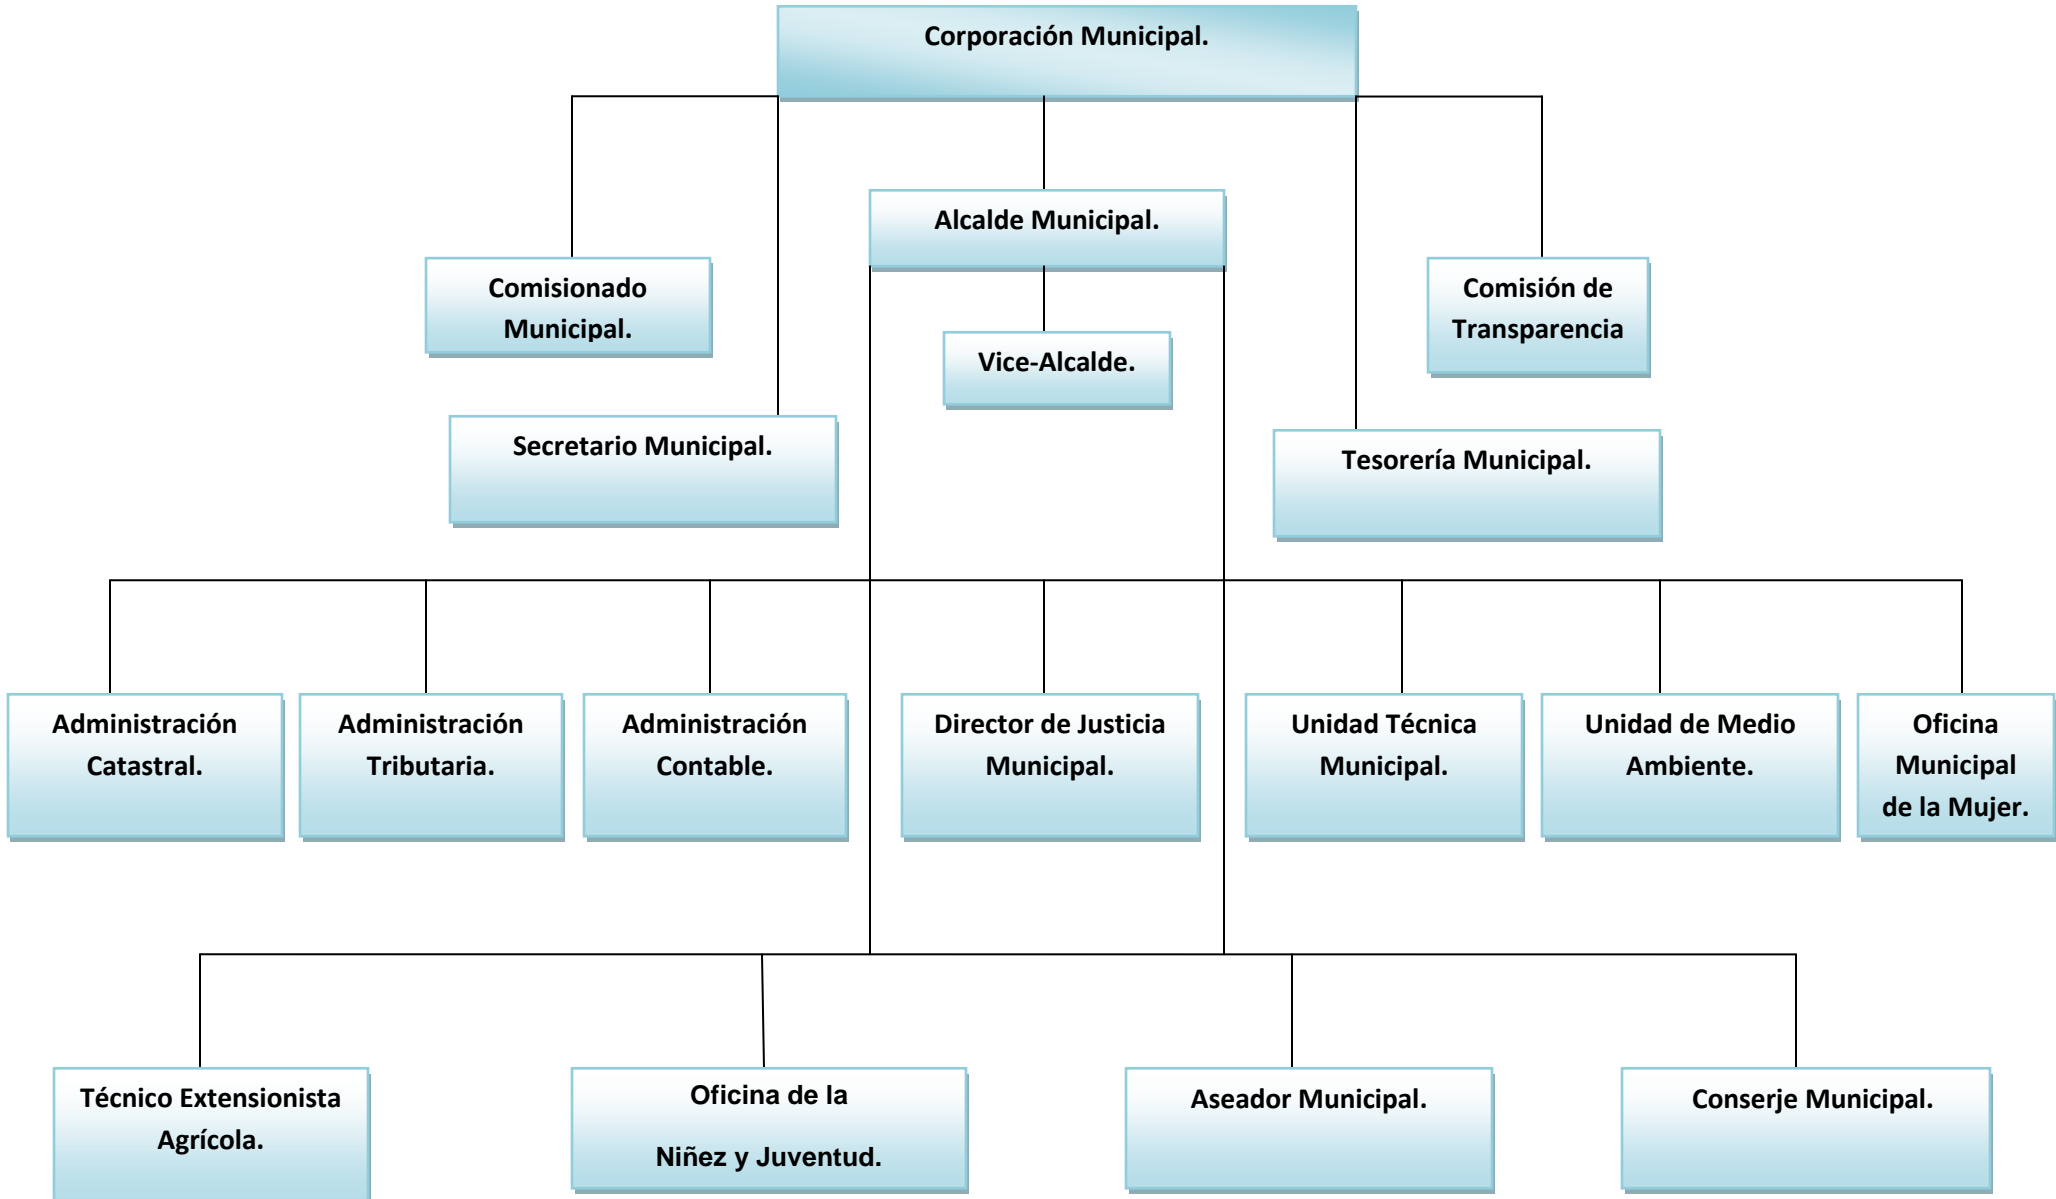 Corporación Municipal.
Alcalde Municipal.
Comisionado
Municipal.
Vice-Alcalde.
Comisión de
Transparencia
Secretario Municipal.
Tesorería Municipal.
Administración
Catastral.
Administración
Tributaria.
Administración
Contable.
Director de Justicia
Municipal.
Unidad Técnica
Municipal.
Unidad de Medio
Ambiente.
Oficina
Municipal
de la Mujer.
Técnico Extensionista
Agrícola.
Oficina de la
Niñez y Juventud.
Aseador Municipal.
Conserje Municipal.